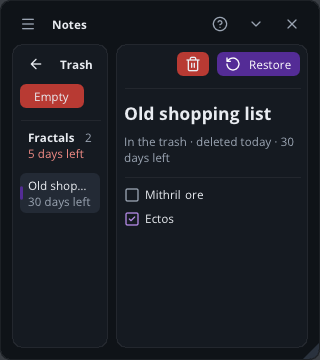 Notes
Trash
Empty
Fractals 2
5 days left
Old shop...
30 days left
Restore
Old shopping list
In the trash · deleted today · 30
days left
Mithril ore
Ectos